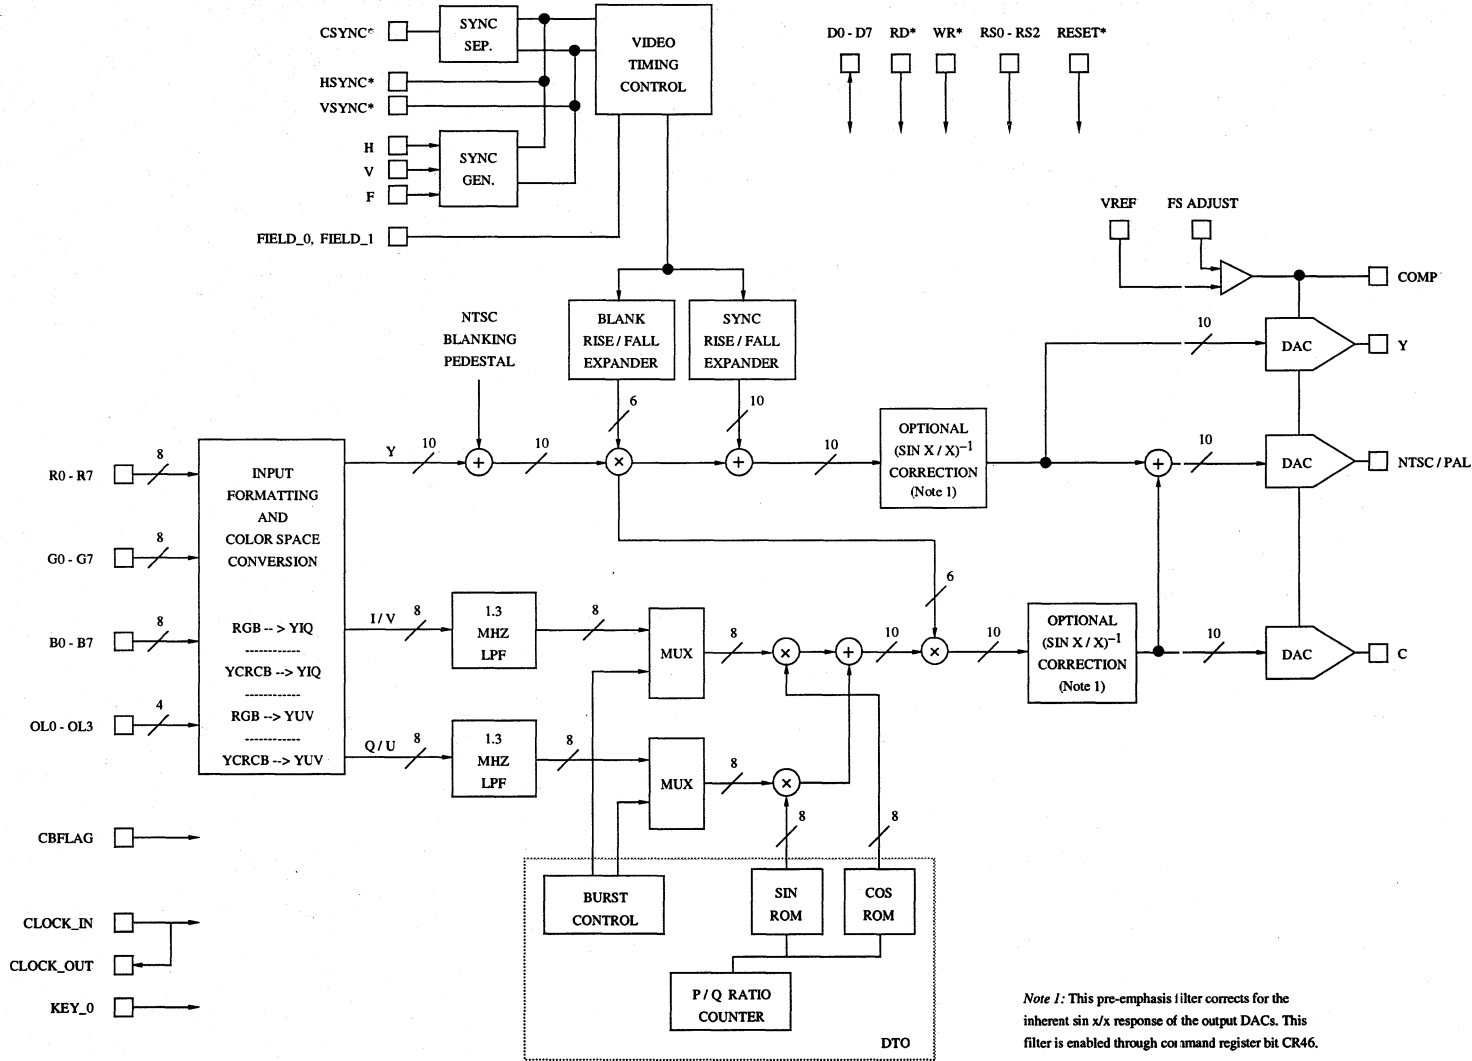 CSYNC*
SYNC
SEP.
VIDEO
TIMING
CONTROL
D0 - D7
RD*
WR*
RS0 - RS2
RESET*
HSYNC*
VSYNC*
H
V
F
SYNC
GEN.
FIELD_0, FIELD_1
VREF
FS ADJUST
COMP
NTSC
BLANKING
PEDESTAL
BLANK
RISE / FALL
EXPANDER
SYNC
RISE / FALL
EXPANDER
10
DAC
Y
6
10
OPTIONAL
(SIN X / X)⁻¹
CORRECTION
(Note 1)
R0 - R7
8
INPUT
FORMATTING
AND
COLOR SPACE
CONVERSION
Y
10
+
10
×
+
10
+
10
DAC
NTSC / PAL
G0 - G7
8
6
B0 - B7
8
RGB --> YIQ
------------
YCRCB --> YIQ
------------
RGB --> YUV
------------
YCRCB --> YUV
I / V
8
1.3
MHZ
LPF
8
MUX
8
×
+
10
×
10
OPTIONAL
(SIN X / X)⁻¹
CORRECTION
(Note 1)
10
DAC
C
OL0 - OL3
4
Q / U
8
1.3
MHZ
LPF
8
MUX
8
×
8
8
CBFLAG
BURST
CONTROL
SIN
ROM
COS
ROM
CLOCK_IN
CLOCK_OUT
KEY_0
P / Q RATIO
COUNTER
DTO
Note 1: This pre-emphasis filter corrects for the
inherent sin x/x response of the output DACs. This
filter is enabled through command register bit CR46.